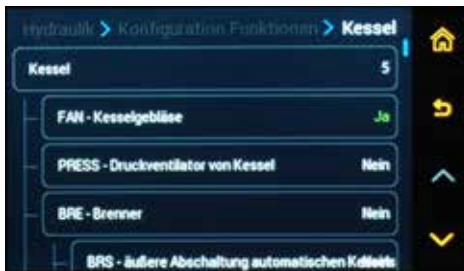 Hydraulik > Konfiguration Funktionen > Kessel
Kessel 5
FAN - Kesselgebläse Ja
PRESS - Druckventilator von Kessel Nein
BRE - Brenner Nein
BRS - äußere Abschaltung automatischen